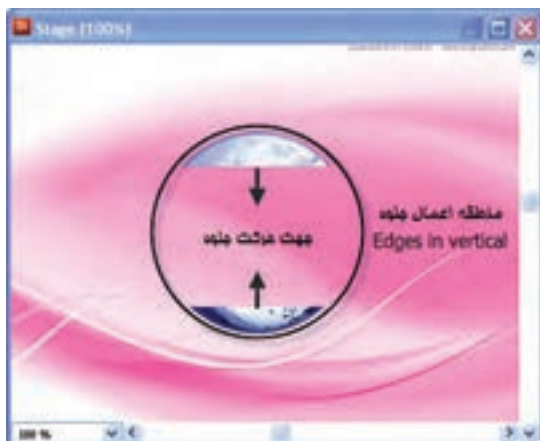 Stage (100%)
منطقه اعمال جلوه
Edges in vertical
جهت حرکت جلوه
100 %